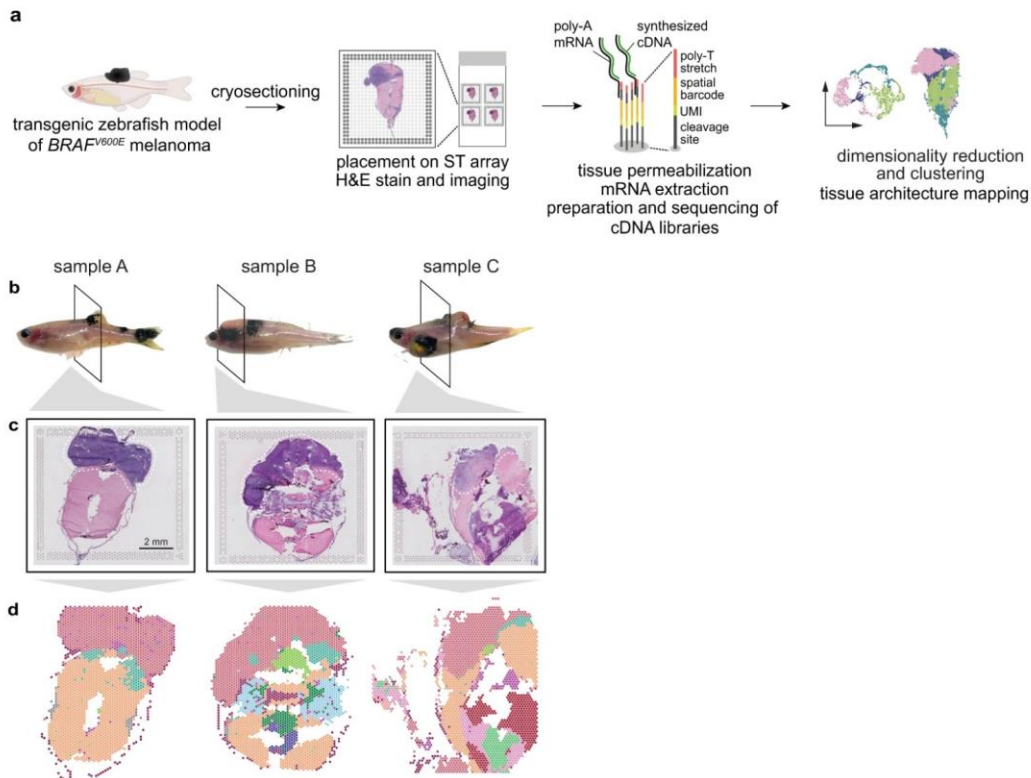 a
transgenic zebrafish model
of BRAFV600E melanoma
cryosectioning
placement on ST array
H&E stain and imaging
poly-A
mRNA
synthesized
cDNA
poly-T
stretch
spatial
barcode
UMI
cleavage
site
tissue permeabilization
mRNA extraction
preparation and sequencing of
cDNA libraries
dimensionality reduction
and clustering
tissue architecture mapping
sample A
sample B
sample C
b
c
2 mm
d